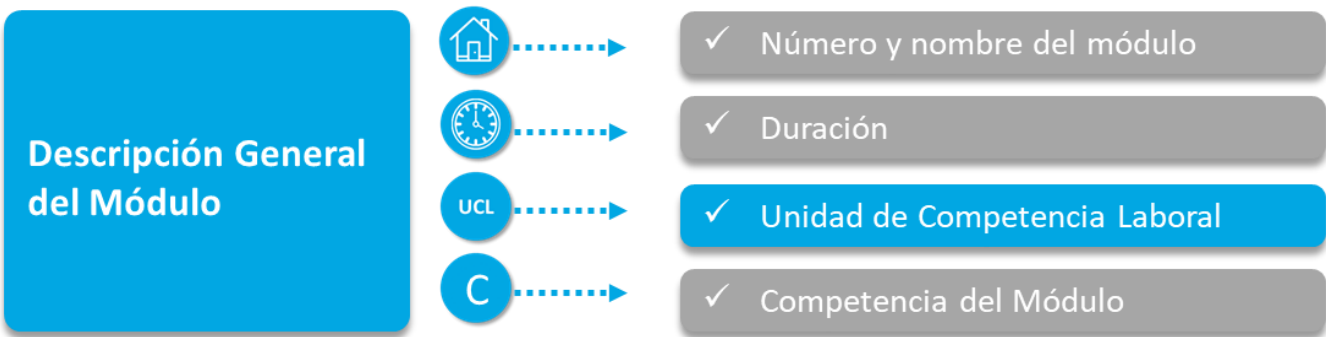 Descripción General
del Módulo
✓ Número y nombre del módulo
✓ Duración
UCL
✓ Unidad de Competencia Laboral
C
✓ Competencia del Módulo